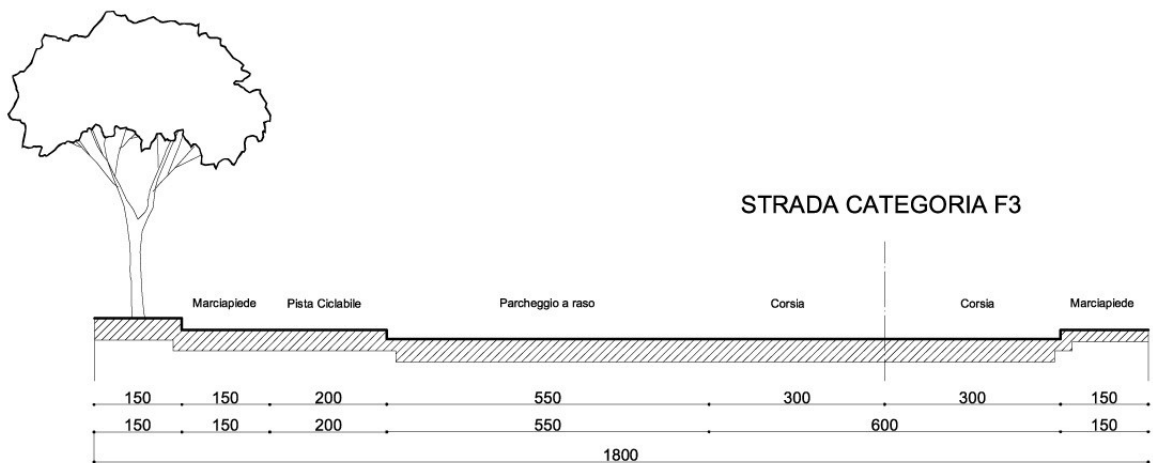 STRADA CATEGORIA F3
Marciapiede Pista Ciclabile Parcheggio a raso Corsia Corsia Marciapiede
150 150 200 550 300 300 150
150 150 200 550 600 150
1800